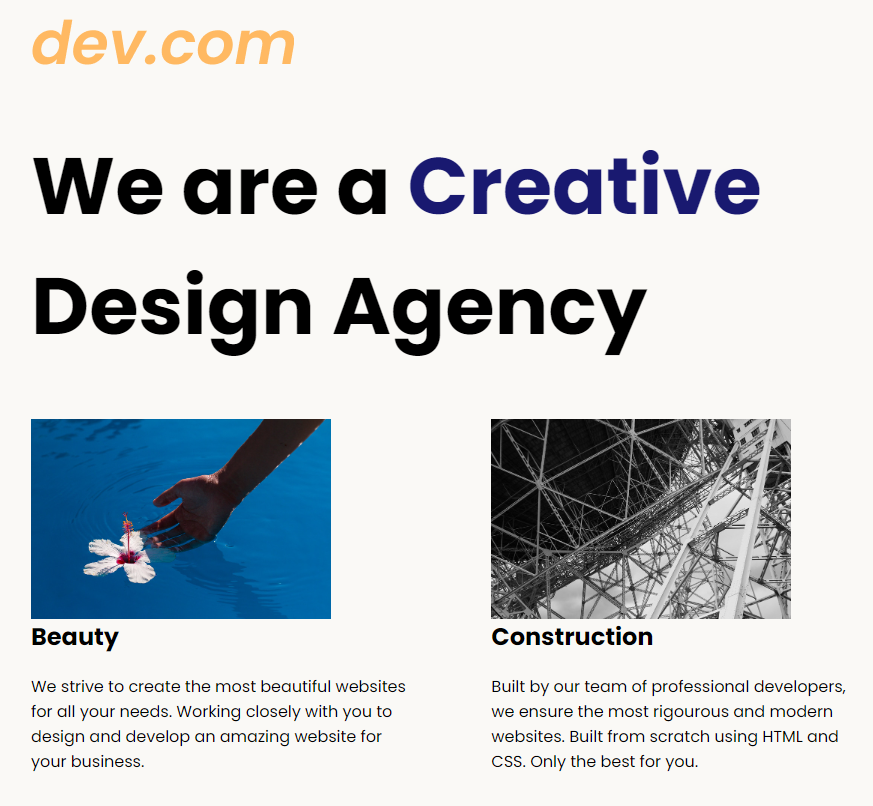 dev.com
We are a Creative
Design Agency
Beauty
We strive to create the most beautiful websites
for all your needs. Working closely with you to
design and develop an amazing website for
your business.
Construction
Built by our team of professional developers,
we ensure the most rigourous and modern
websites. Built from scratch using HTML and
CSS. Only the best for you.